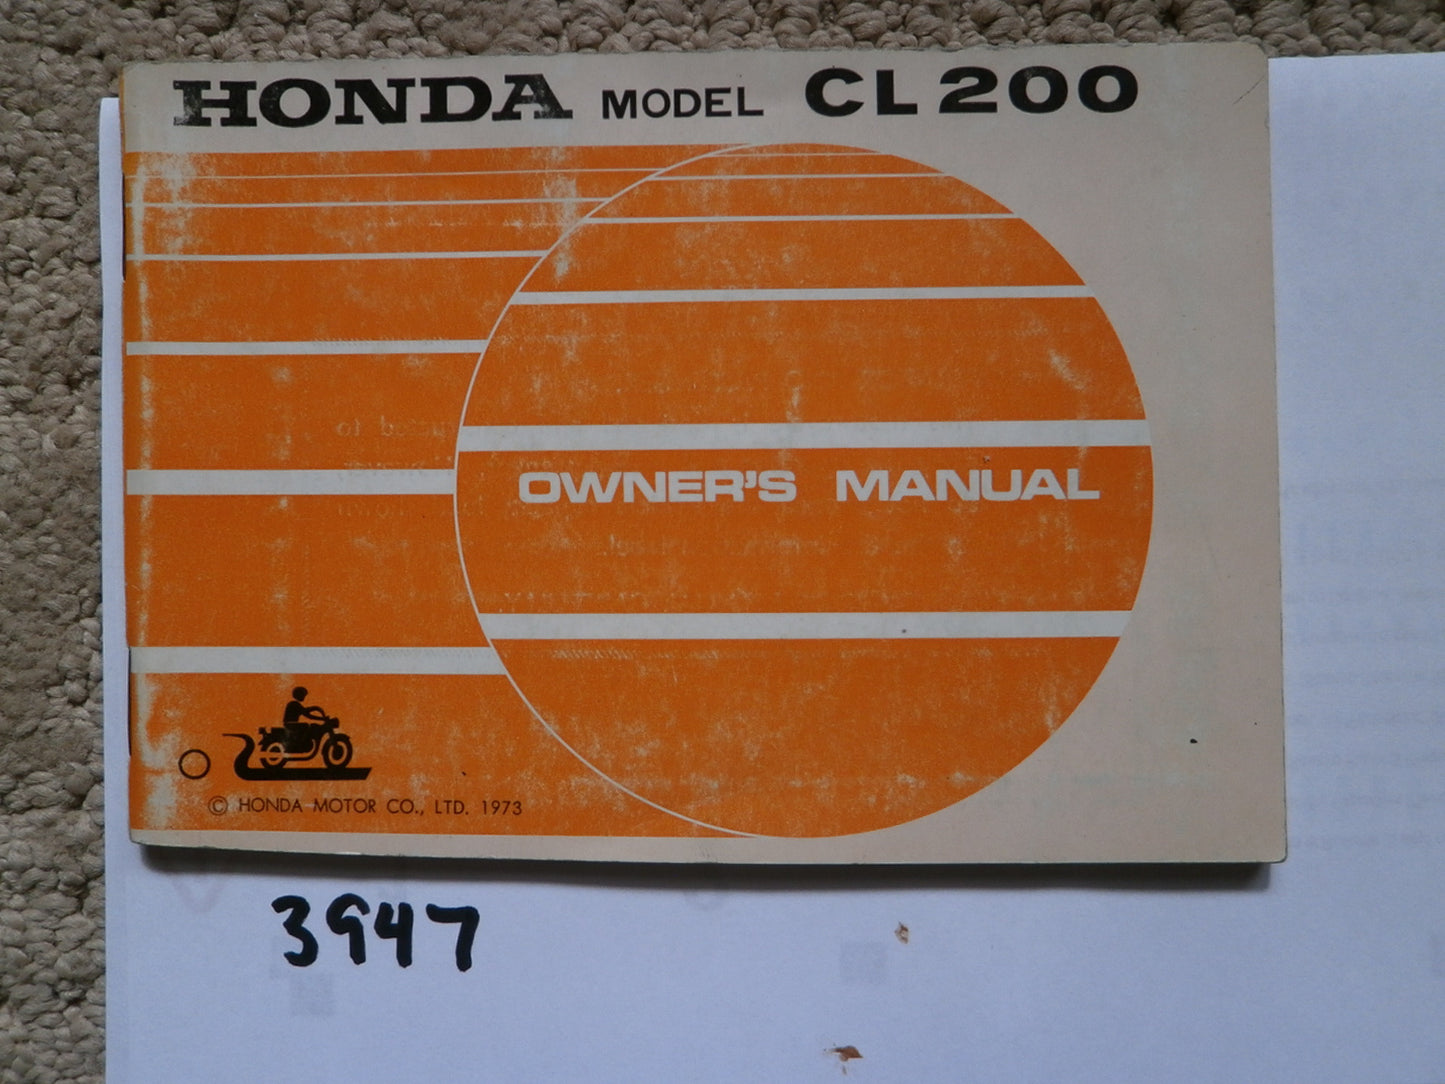 HONDA MODEL CL200
OWNER'S MANUAL
© HONDA MOTOR CO., LTD. 1973
3947